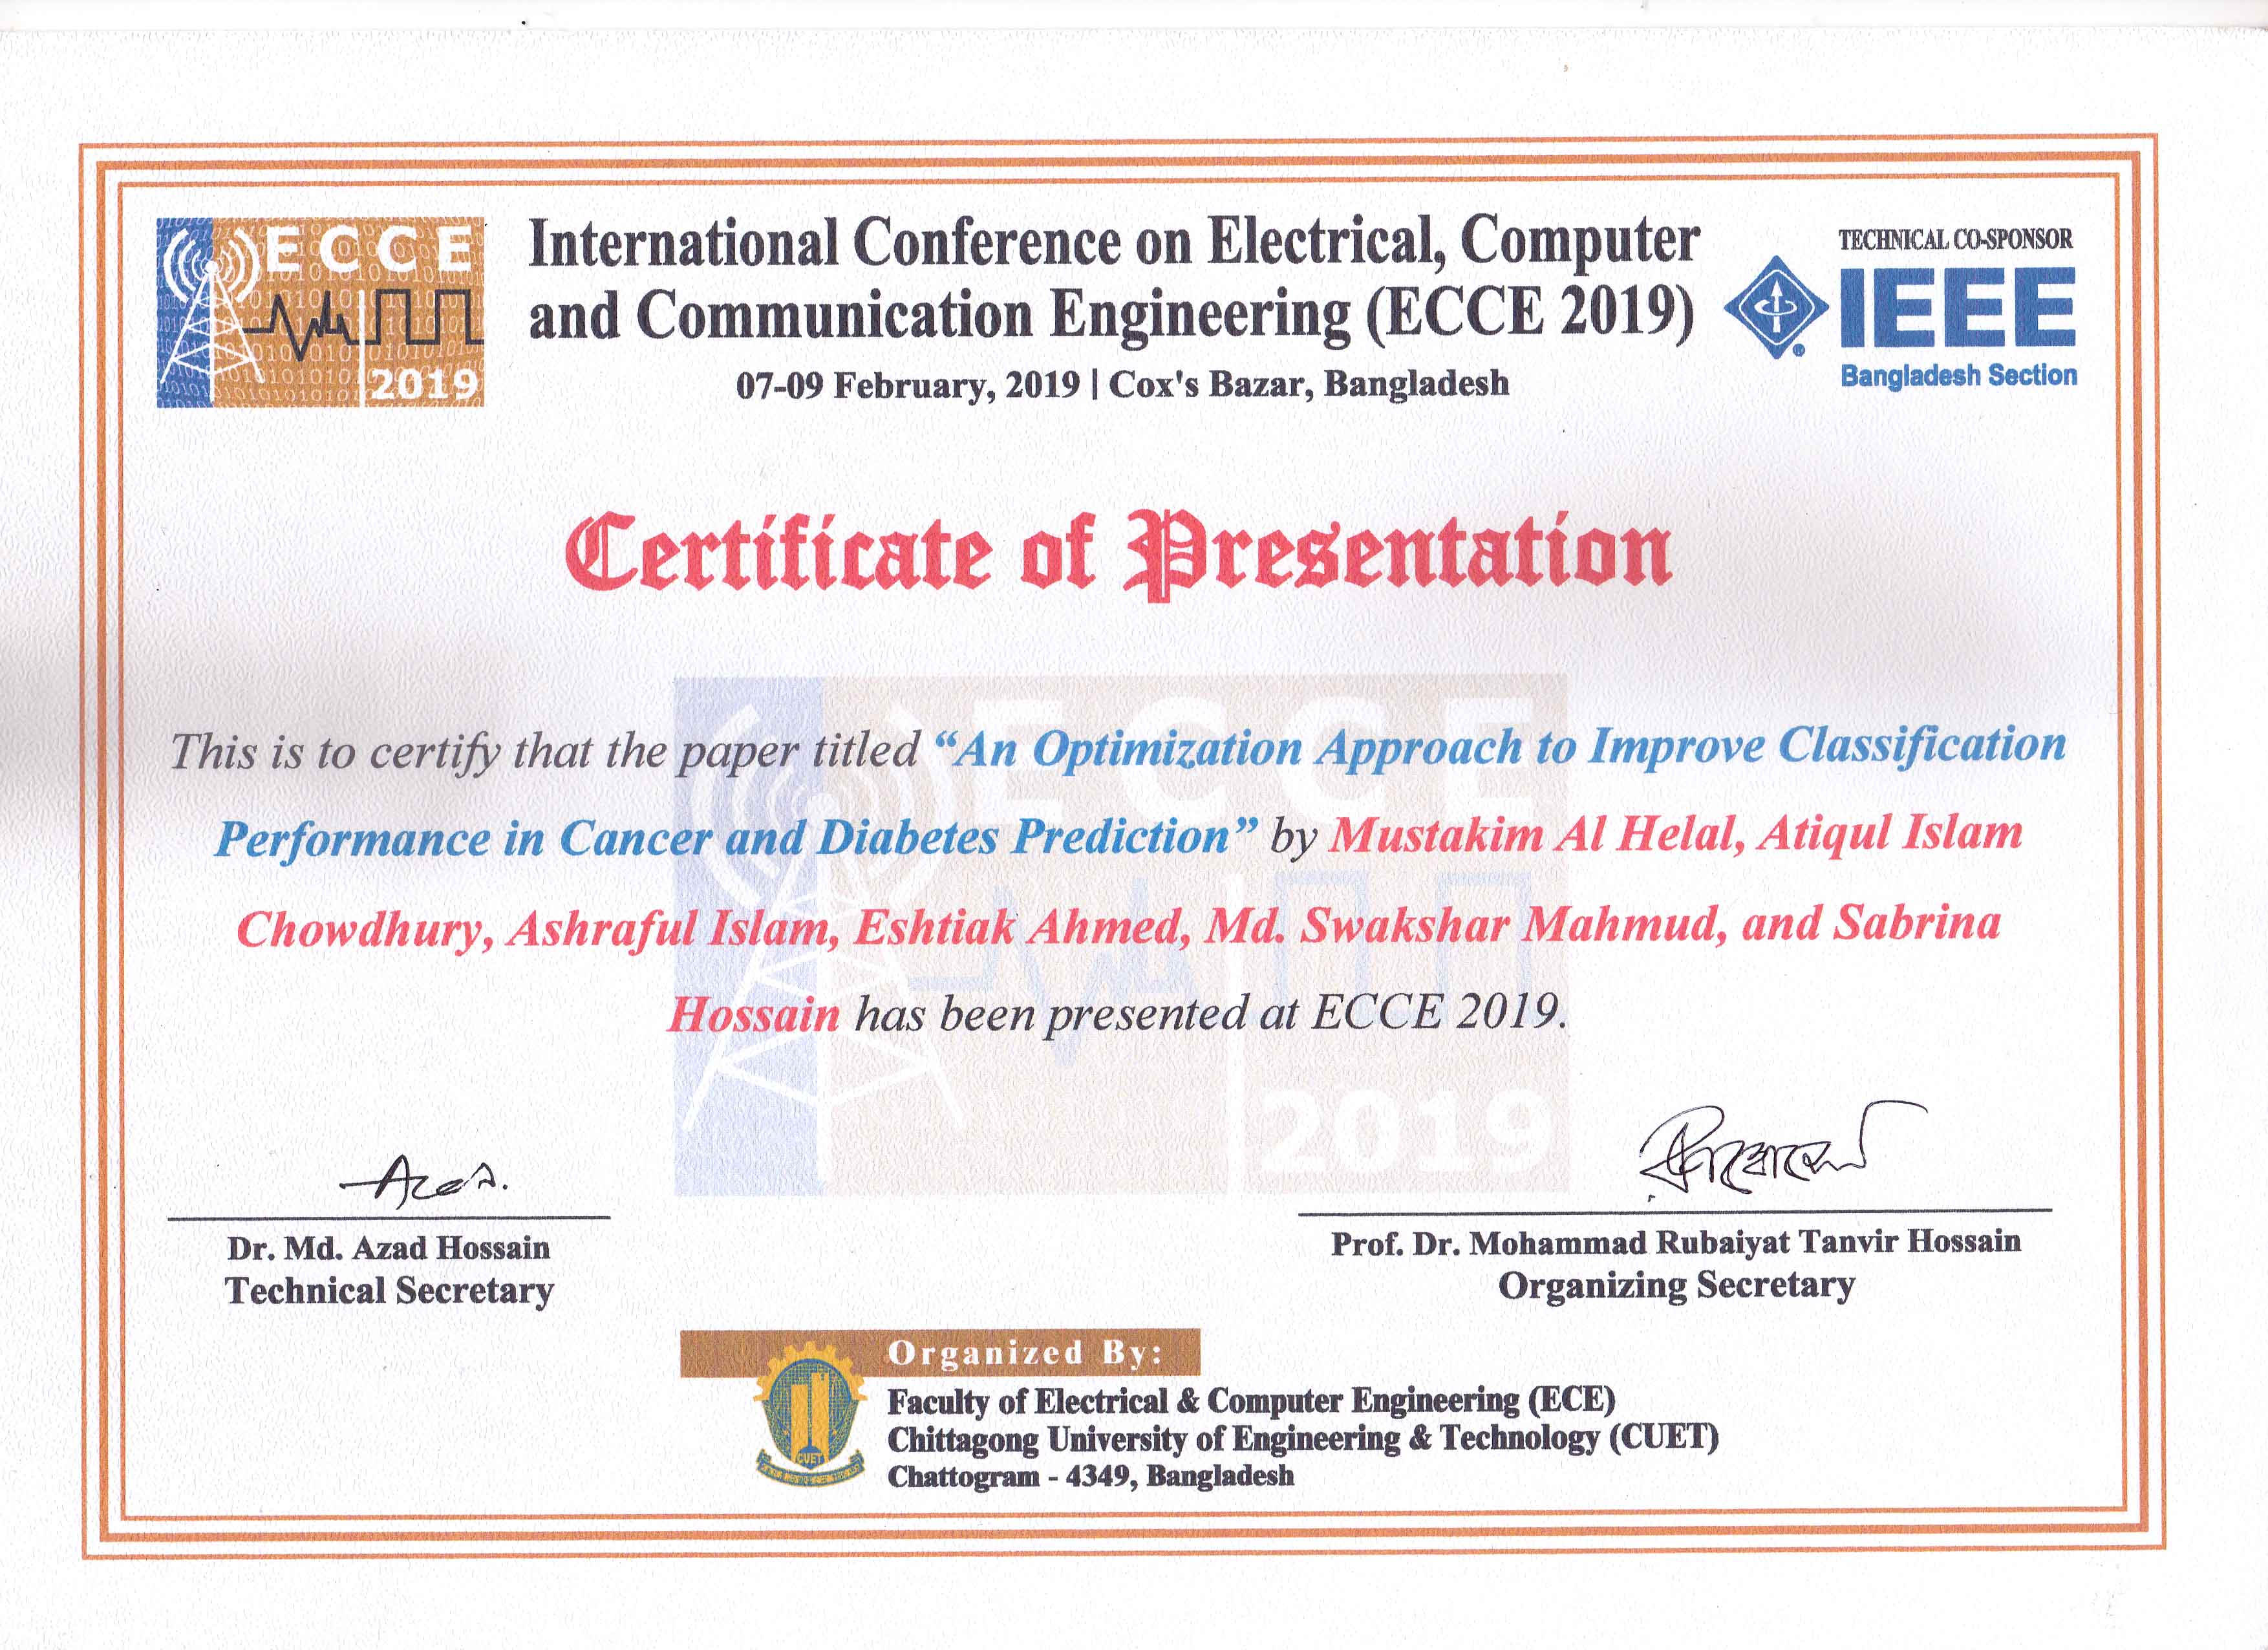 ECCE
2019
International Conference on Electrical, Computer
and Communication Engineering (ECCE 2019)
07-09 February, 2019 | Cox's Bazar, Bangladesh
TECHNICAL CO-SPONSOR
IEEE
Bangladesh Section
Certificate of Presentation
This is to certify that the paper titled “An Optimization Approach to Improve Classification
Performance in Cancer and Diabetes Prediction” by Mustakim Al Helal, Atiqul Islam
Chowdhury, Ashraful Islam, Eshtiak Ahmed, Md. Swakshar Mahmud, and Sabrina
Hossain has been presented at ECCE 2019.
ECCE
2019
Dr. Md. Azad Hossain
Technical Secretary
Prof. Dr. Mohammad Rubaiyat Tanvir Hossain
Organizing Secretary
Organized By:
Faculty of Electrical & Computer Engineering (ECE)
Chittagong University of Engineering & Technology (CUET)
Chattogram - 4349, Bangladesh
CUET